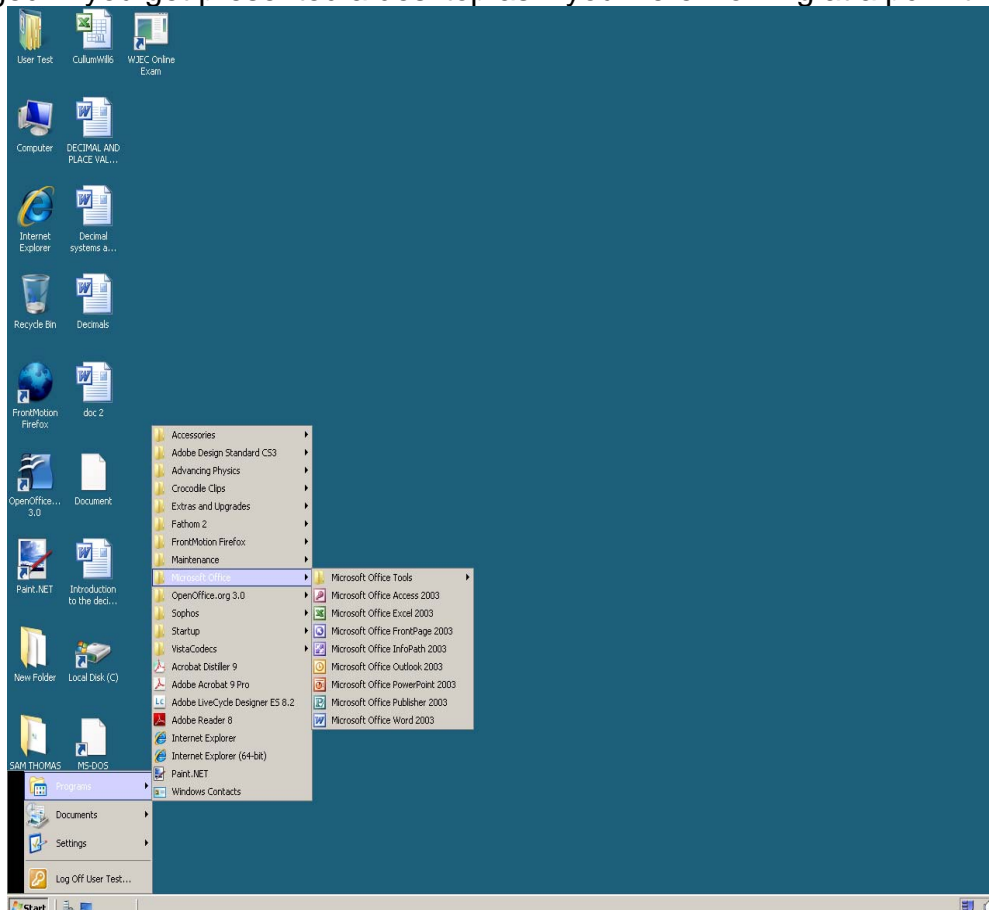 User Test
CullumWill6
WJEC Online
Exam
Computer
DECIMAL AND
PLACE VAL...
Internet
Explorer
Decimal
systems a...
Recycle Bin
Decimals
FrontMotion
Firefox
doc 2
OpenOffice...
3.0
Document
Paint.NET
Introduction
to the deci...
New Folder
Local Disk (C)
SAM THOMAS
MS-DOS
Accessories
Adobe Design Standard CS3
Advancing Physics
Crocodile Clips
Extras and Upgrades
Fathom 2
FrontMotion Firefox
Maintenance
Microsoft Office
OpenOffice.org 3.0
Sophos
Startup
VistaCodecs
Acrobat Distiller 9
Adobe Acrobat 9 Pro
Adobe LiveCycle Designer ES 8.2
Adobe Reader 8
Internet Explorer
Internet Explorer (64-bit)
Paint.NET
Windows Contacts
Microsoft Office Tools
Microsoft Office Access 2003
Microsoft Office Excel 2003
Microsoft Office FrontPage 2003
Microsoft Office InfoPath 2003
Microsoft Office Outlook 2003
Microsoft Office PowerPoint 2003
Microsoft Office Publisher 2003
Microsoft Office Word 2003
Programs
Documents
Settings
Log Off User Test...
Start